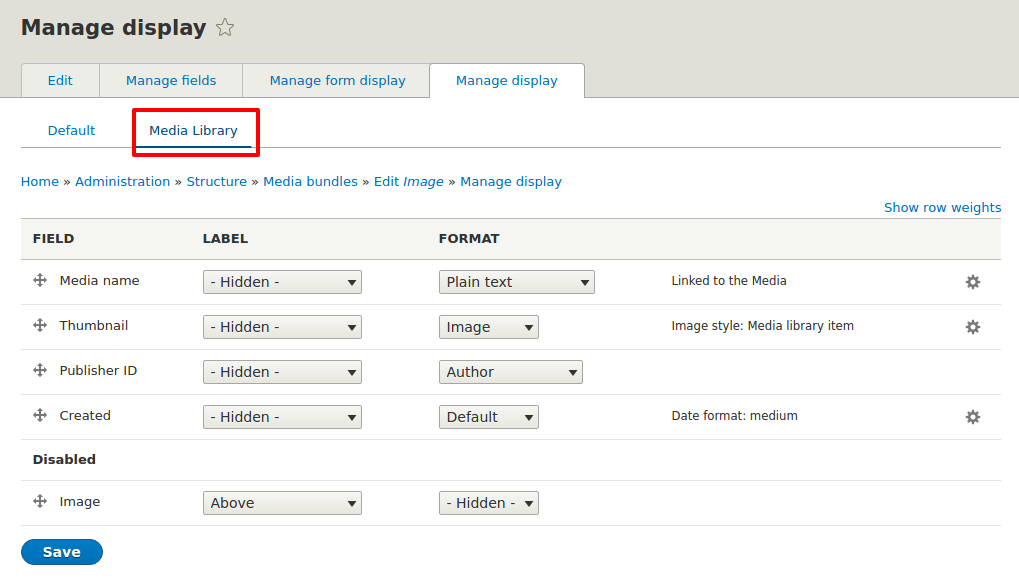 Manage display
Edit Manage fields Manage form display Manage display
Default Media Library
Home » Administration » Structure » Media bundles » Edit Image » Manage display
Show row weights
FIELD LABEL FORMAT
Media name - Hidden - Plain text Linked to the Media
Thumbnail - Hidden - Image Image style: Media library item
Publisher ID - Hidden - Author
Created - Hidden - Default Date format: medium
Disabled
Image Above - Hidden -
Save